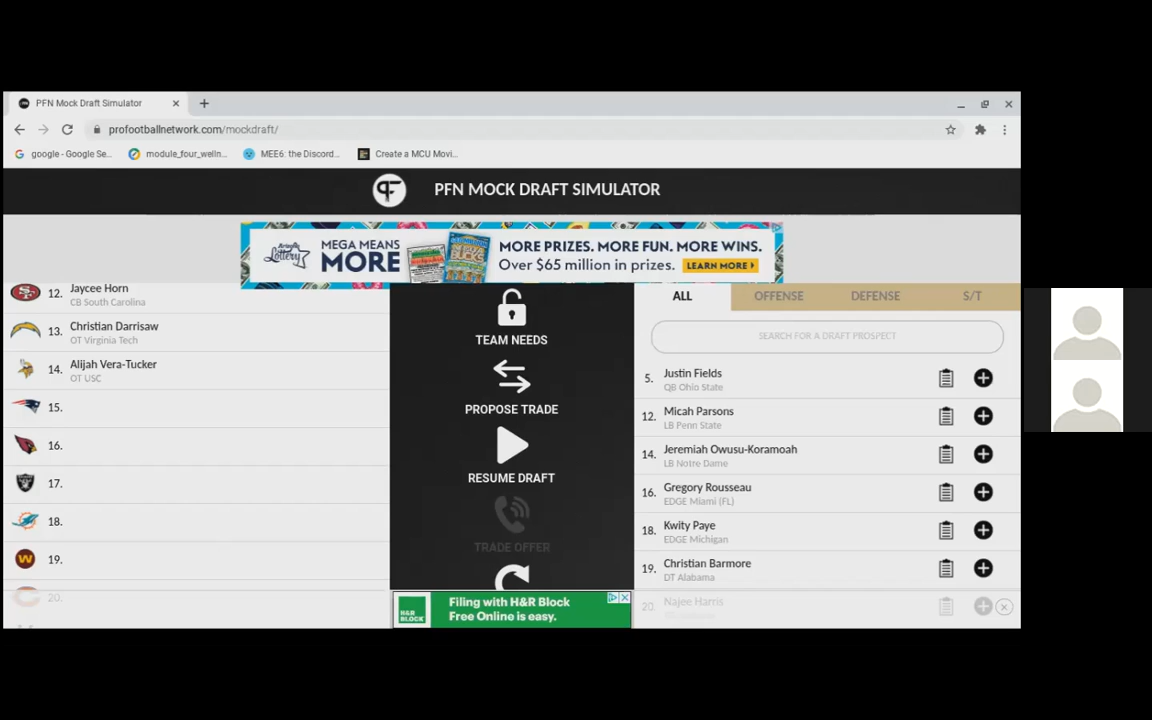 PFN Mock Draft Simulator
profootballnetwork.com/mockdraft/
google - Google Se...
module_four_welln...
MEE6: the Discord...
Create a MCU Movi...
PFN MOCK DRAFT SIMULATOR
Lottery
MEGA MEANS
MORE
MORE PRIZES. MORE FUN. MORE WINS.
Over $65 million in prizes.
LEARN MORE
12. Jaycee Horn
CB South Carolina
13. Christian Darrisaw
OT Virginia Tech
14. Alijah Vera-Tucker
OT USC
15.
16.
17.
18.
19.
20.
TEAM NEEDS
PROPOSE TRADE
RESUME DRAFT
TRADE OFFER
H&R
BLOCK
Filing with H&R Block
Free Online is easy.
ALL
OFFENSE
DEFENSE
S/T
SEARCH FOR A DRAFT PROSPECT
5. Justin Fields
QB Ohio State
12. Micah Parsons
LB Penn State
14. Jeremiah Owusu-Koramoah
LB Notre Dame
16. Gregory Rousseau
EDGE Miami (FL)
18. Kwity Paye
EDGE Michigan
19. Christian Barmore
DT Alabama
20. Najee Harris